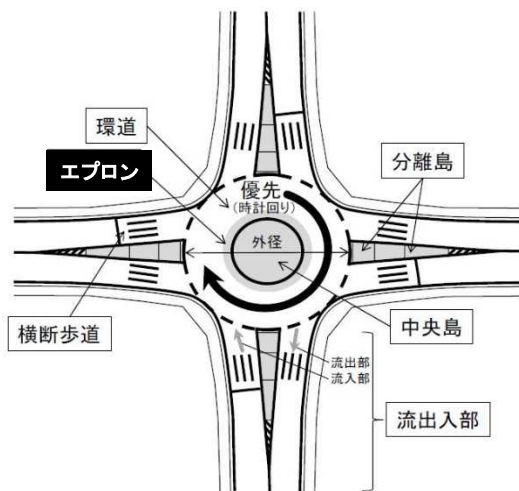 環道
エプロン
優先
(時計回り)
分離島
外径
横断歩道
中央島
流出部
流入部
流出入部